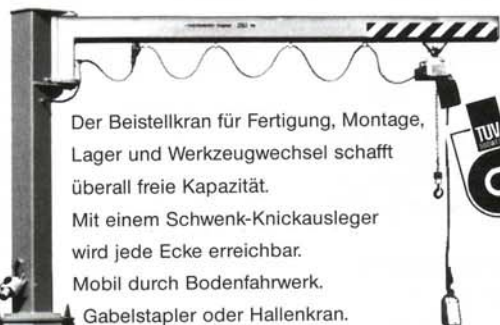 Der Beistellkran für Fertigung, Montage,
Lager und Werkzeugwechsel schafft
überall freie Kapazität.
Mit einem Schwenk-Knickausleger
wird jede Ecke erreichbar.
Mobil durch Bodenfahrwerk.
Gabelstapler oder Hallenkran.
TÜV